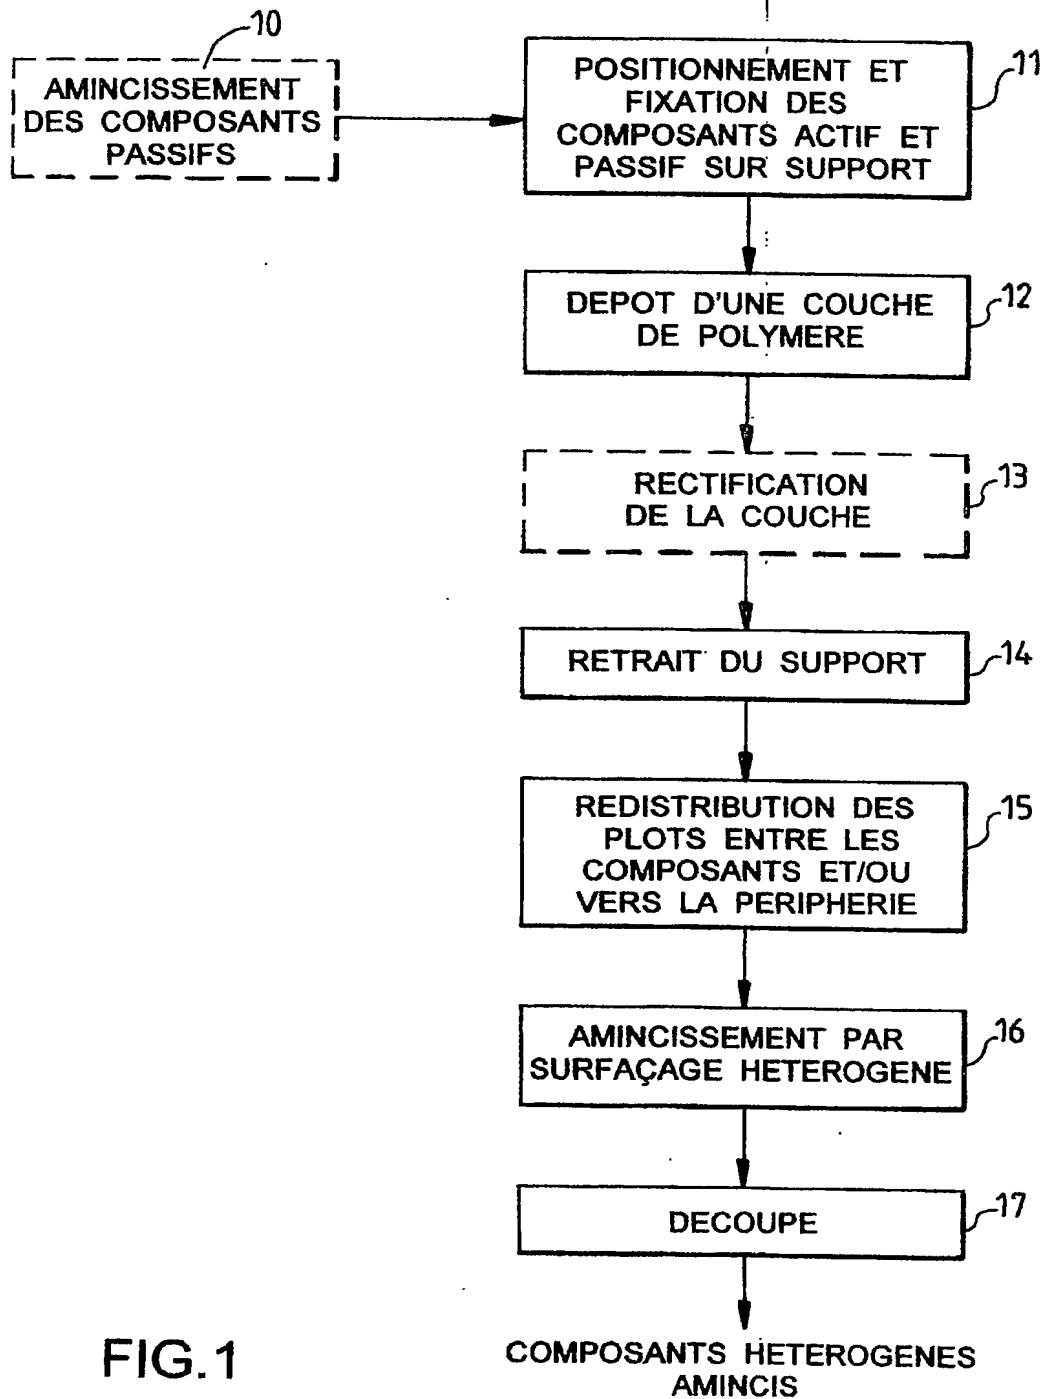 10
AMINCISSEMENT
DES COMPOSANTS
PASSIFS
POSITIONNEMENT ET
FIXATION DES
COMPOSANTS ACTIF ET
PASSIF SUR SUPPORT
11
DEPOT D'UNE COUCHE
DE POLYMERE
12
RECTIFICATION
DE LA COUCHE
13
RETRAIT DU SUPPORT
14
REDISTRIBUTION DES
PLOTS ENTRE LES
COMPOSANTS ET/OU
VERS LA PERIPHERIE
15
AMINCISSEMENT PAR
SURFAÇAGE HETEROGENE
16
DECOUPE
17
COMPOSANTS HETEROGENES
AMINCIS
FIG.1